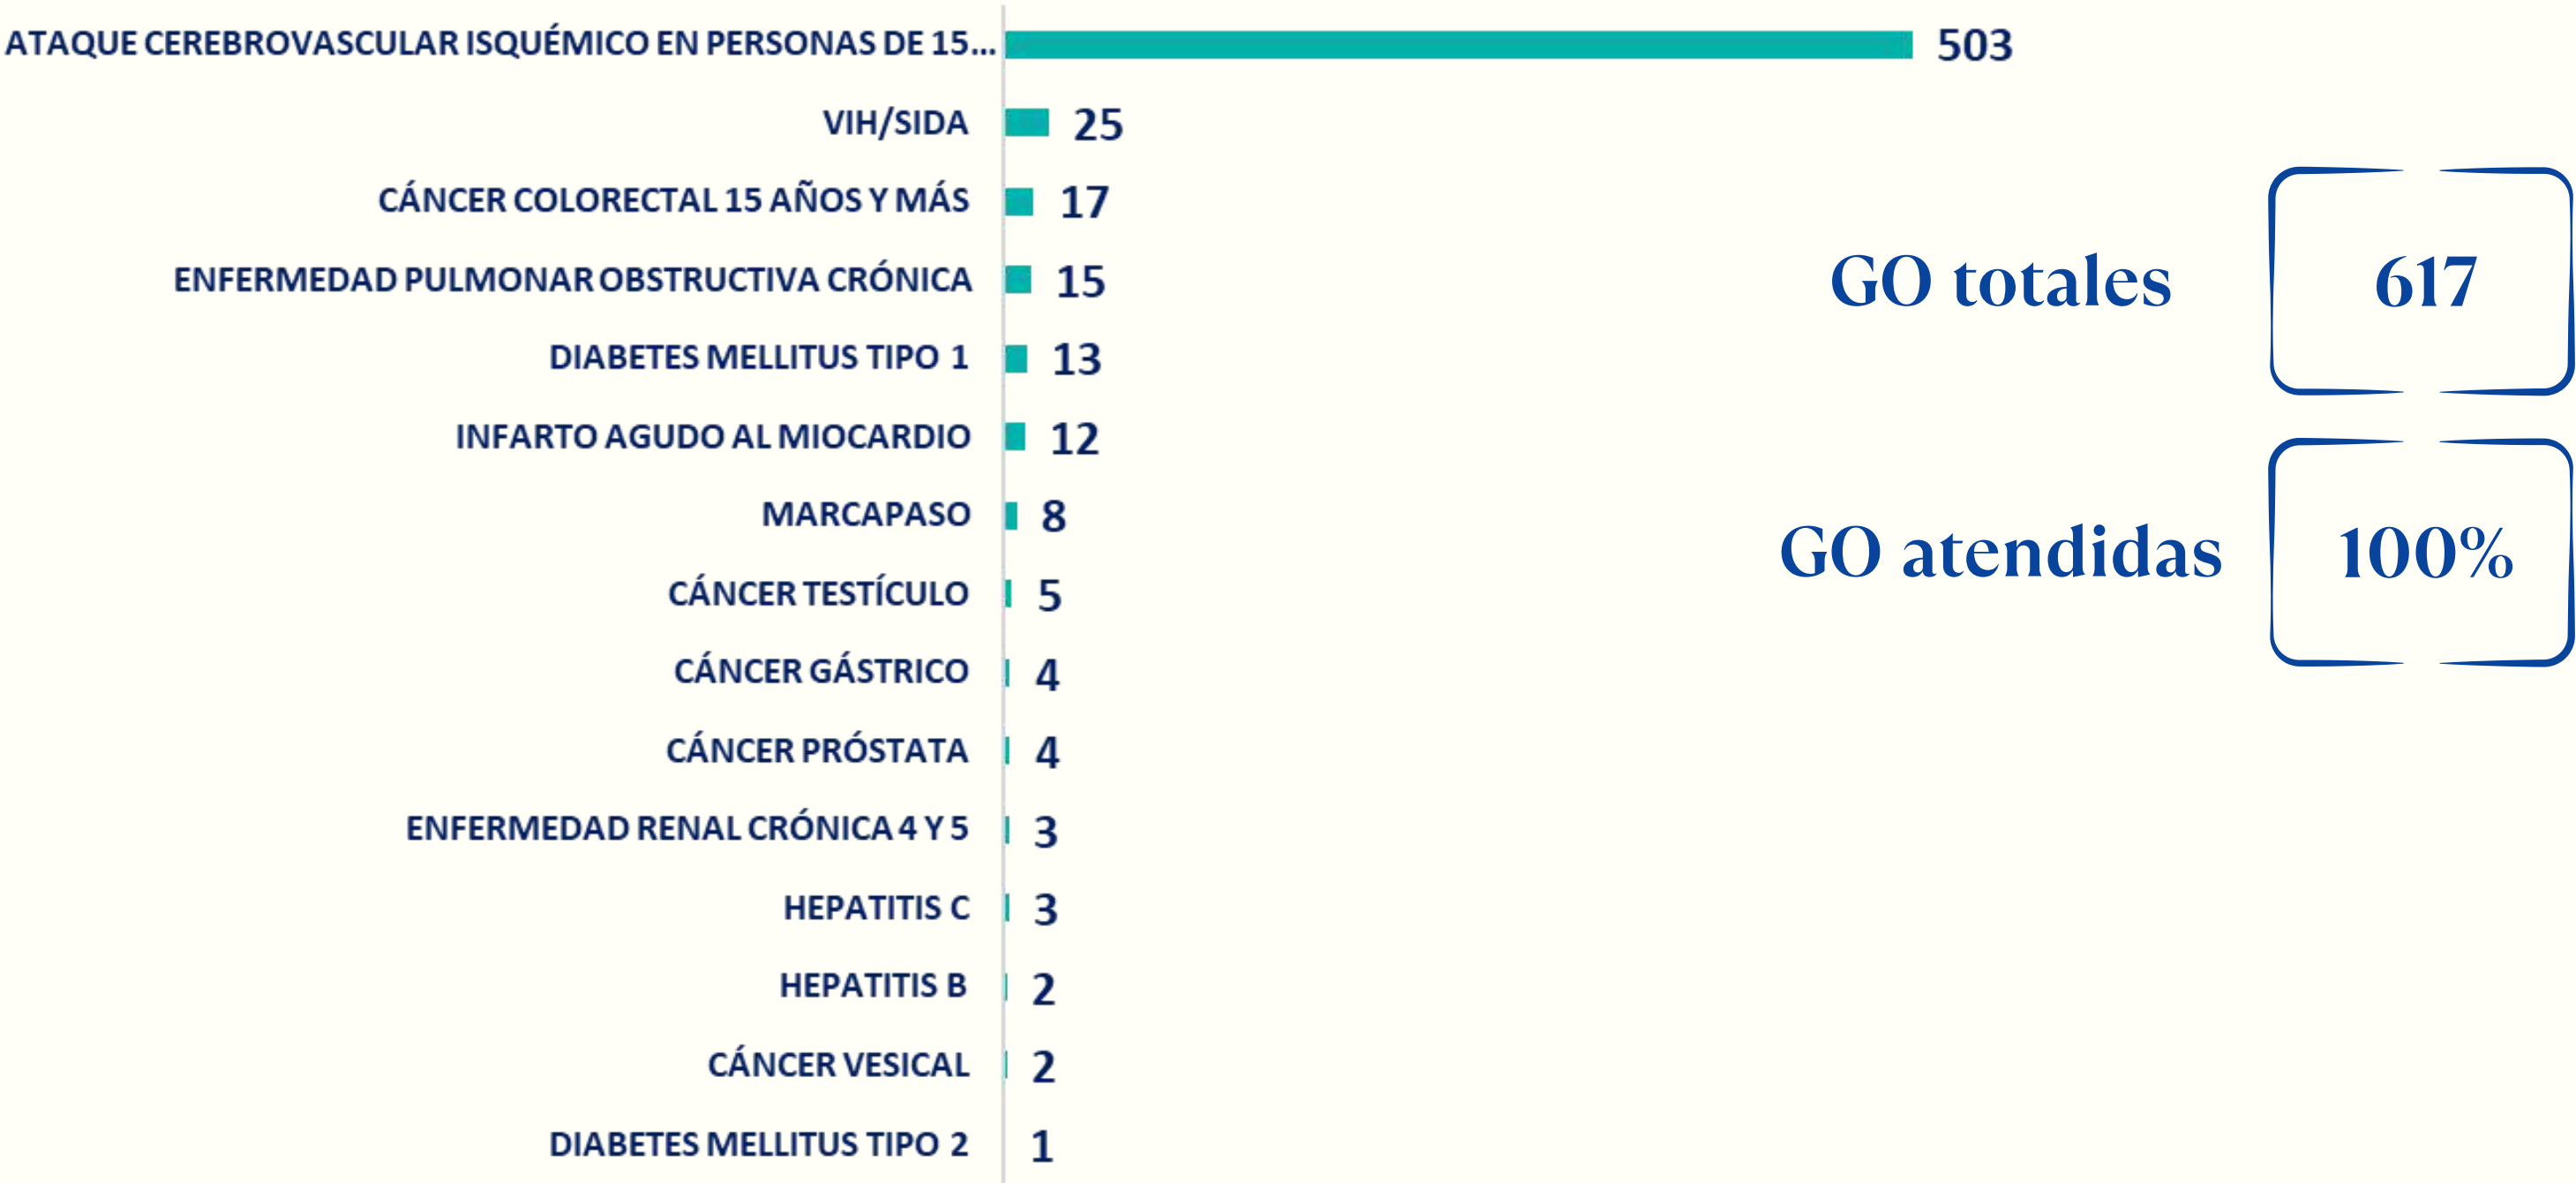 ATAQUE CEREBROVASCULAR ISQUÉMICO EN PERSONAS DE 15... 503
VIH/SIDA 25
CÁNCER COLORECTAL 15 AÑOS Y MÁS 17
ENFERMEDAD PULMONAR OBSTRUCTIVA CRÓNICA 15
DIABETES MELLITUS TIPO 1 13
INFARTO AGUDO AL MIOCARDIO 12
MARCAPASO 8
CÁNCER TESTÍCULO 5
CÁNCER GÁSTRICO 4
CÁNCER PRÓSTATA 4
ENFERMEDAD RENAL CRÓNICA 4 Y 5 3
HEPATITIS C 3
HEPATITIS B 2
CÁNCER VESICAL 2
DIABETES MELLITUS TIPO 2 1
GO totales 617
GO atendidas 100%